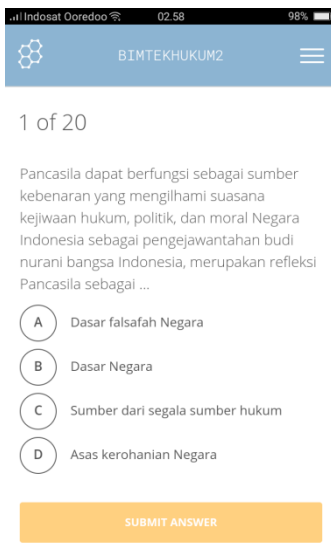 Indosat Ooredoo 02.58 98%
BIMTEKHUKUM2
1 of 20
Pancasila dapat berfungsi sebagai sumber
kebenaran yang mengilhami suasana
kejiwaan hukum, politik, dan moral Negara
Indonesia sebagai pengejawantahan budi
nurani bangsa Indonesia, merupakan refleksi
Pancasila sebagai ...
A Dasar falsafah Negara
B Dasar Negara
C Sumber dari segala sumber hukum
D Asas kerohanian Negara
SUBMIT ANSWER